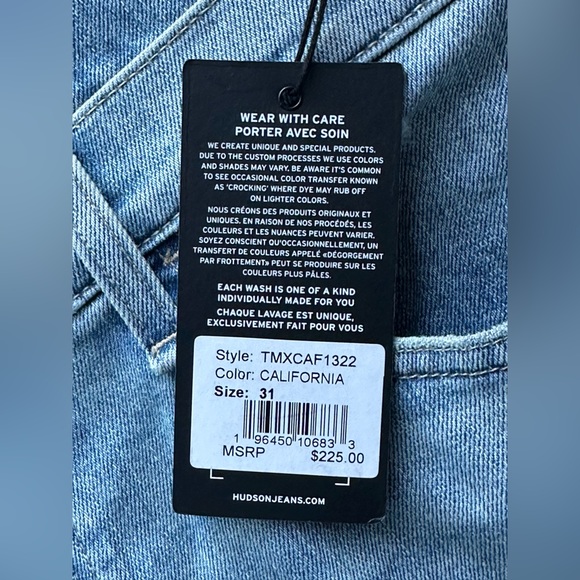 WEAR WITH CARE
PORTER AVEC SOIN
WE CREATE UNIQUE AND SPECIAL PRODUCTS.
DUE TO THE CUSTOM PROCESSES WE USE COLORS
AND SHADES MAY VARY. BE AWARE IT'S COMMON
TO SEE OCCASIONAL COLOR TRANSFER KNOWN
AS 'CROCKING' WHERE DYE MAY RUB OFF
ON LIGHTER COLORS.
NOUS CRÉONS DES PRODUITS ORIGINAUX ET
UNIQUES. EN RAISON DE NOS PROCÉDÉS, LES
COULEURS ET LES NUANCES PEUVENT VARIER.
SOYEZ CONSCIENT QU'OCCASIONNELLEMENT, UN
TRANSFERT DE COULEURS APPELÉ «DÉGORGEMENT
PAR FROTTEMENT» PEUT SE PRODUIRE SUR LES
COULEURS PLUS PÂLES.
EACH WASH IS ONE OF A KIND
INDIVIDUALLY MADE FOR YOU
CHAQUE LAVAGE EST UNIQUE,
EXCLUSIVEMENT FAIT POUR VOUS
Style: TMXCAF1322
Color: CALIFORNIA
Size: 31
1 96450 10683 3
MSRP $225.00
HUDSONJEANS.COM